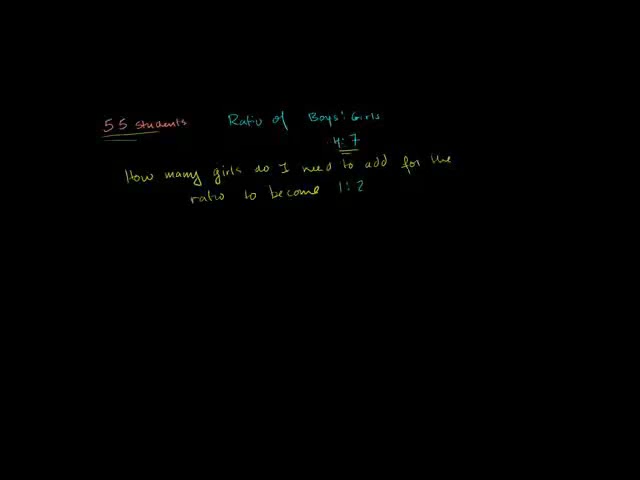 55 students Ratio of Boys:Girls
4:7
How many girls do I need to add for the
ratio to become 1:2